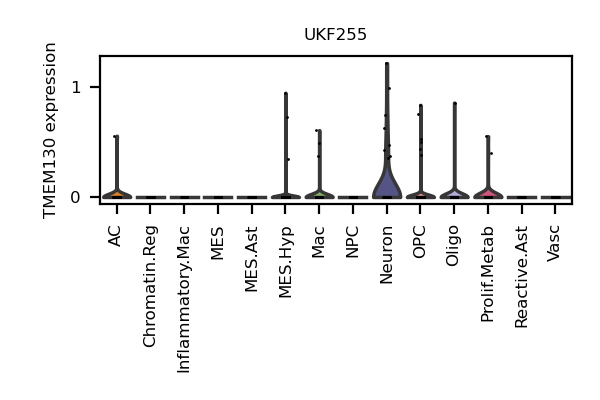 UKF255
TMEM130 expression
1
0
AC
Chromatin.Reg
Inflammatory.Mac
MES
MES.Ast
MES.Hyp
Mac
NPC
Neuron
OPC
Oligo
Prolif.Metab
Reactive.Ast
Vasc